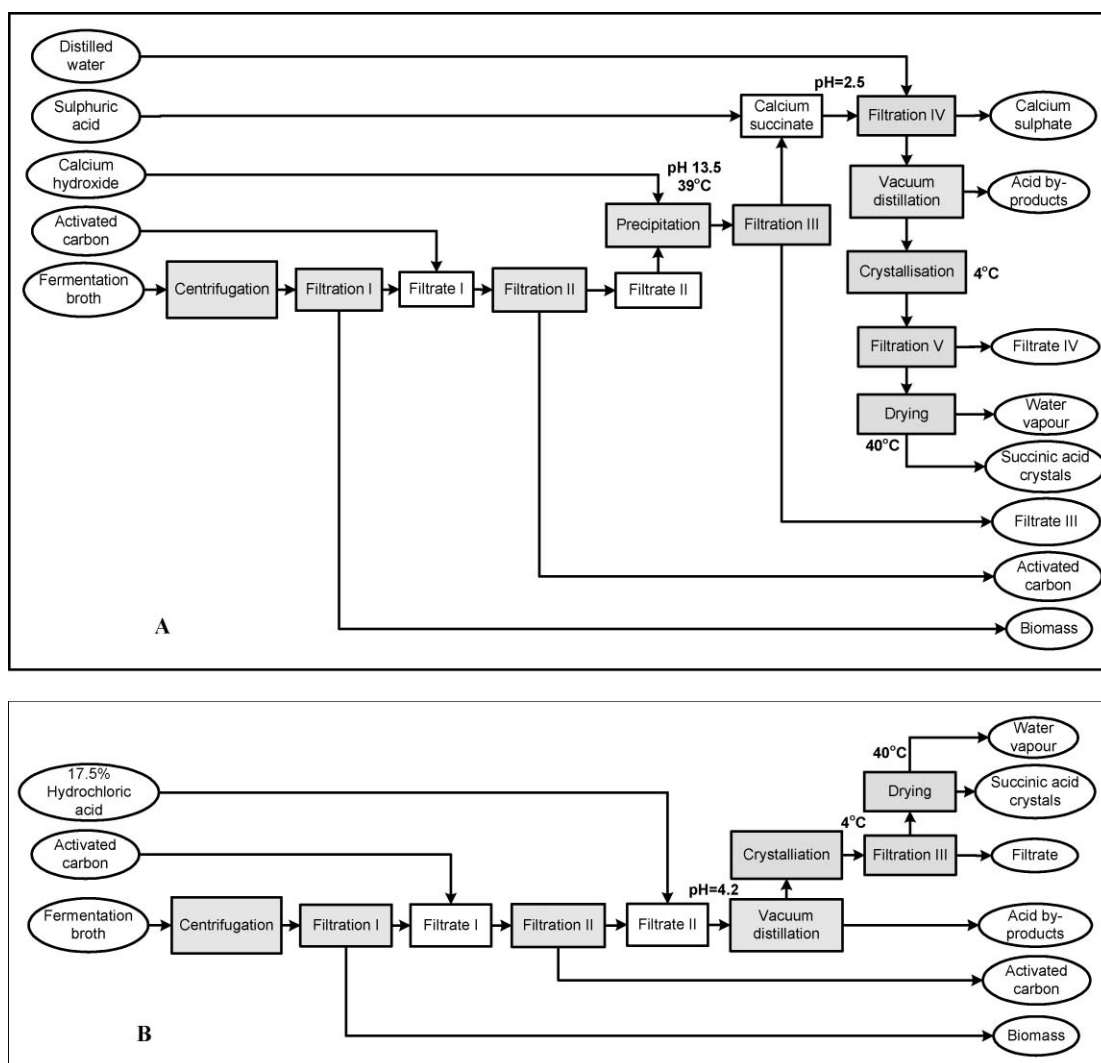 Distilled
water
Sulphuric
acid
Calcium
hydroxide
Activated
carbon
Fermentation
broth
Centrifugation
Filtration I
Filtrate I
Filtration II
Filtrate II
pH 13.5
39°C
Precipitation
Filtration III
Calcium
succinate
pH=2.5
Filtration IV
Calcium
sulphate
Vacuum
distillation
Acid by-
products
Crystallisation
4°C
Filtration V
Filtrate IV
Drying
Water
vapour
40°C
Succinic acid
crystals
Filtrate III
Activated
carbon
Biomass
A
17.5%
Hydrochloric
acid
Activated
carbon
Fermentation
broth
Centrifugation
Filtration I
Filtrate I
Filtration II
Filtrate II
pH=4.2
Vacuum
distillation
Crystalliation
4°C
Filtration III
Drying
40°C
Water
vapour
Succinic acid
crystals
Filtrate
Acid by-
products
Activated
carbon
Biomass
B